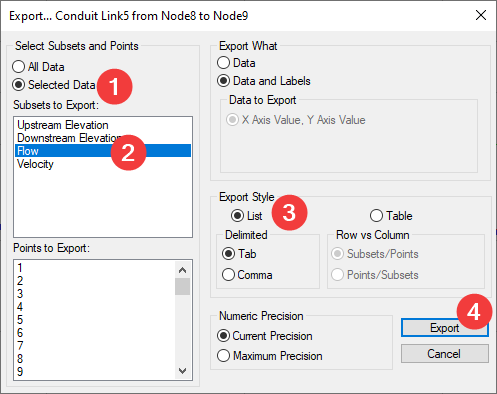 Export... Conduit Link5 from Node8 to Node9
Select Subsets and Points
All Data
Selected Data
1
Subsets to Export:
Upstream Elevation
Downstream Elevation
Flow
2
Velocity
Points to Export:
1
2
3
4
5
6
7
8
9
Export What
Data
Data and Labels
Data to Export
X Axis Value, Y Axis Value
Export Style
List
3
Table
Delimited
Tab
Comma
Row vs Column
Subsets/Points
Points/Subsets
Numeric Precision
Current Precision
Maximum Precision
4
Export
Cancel